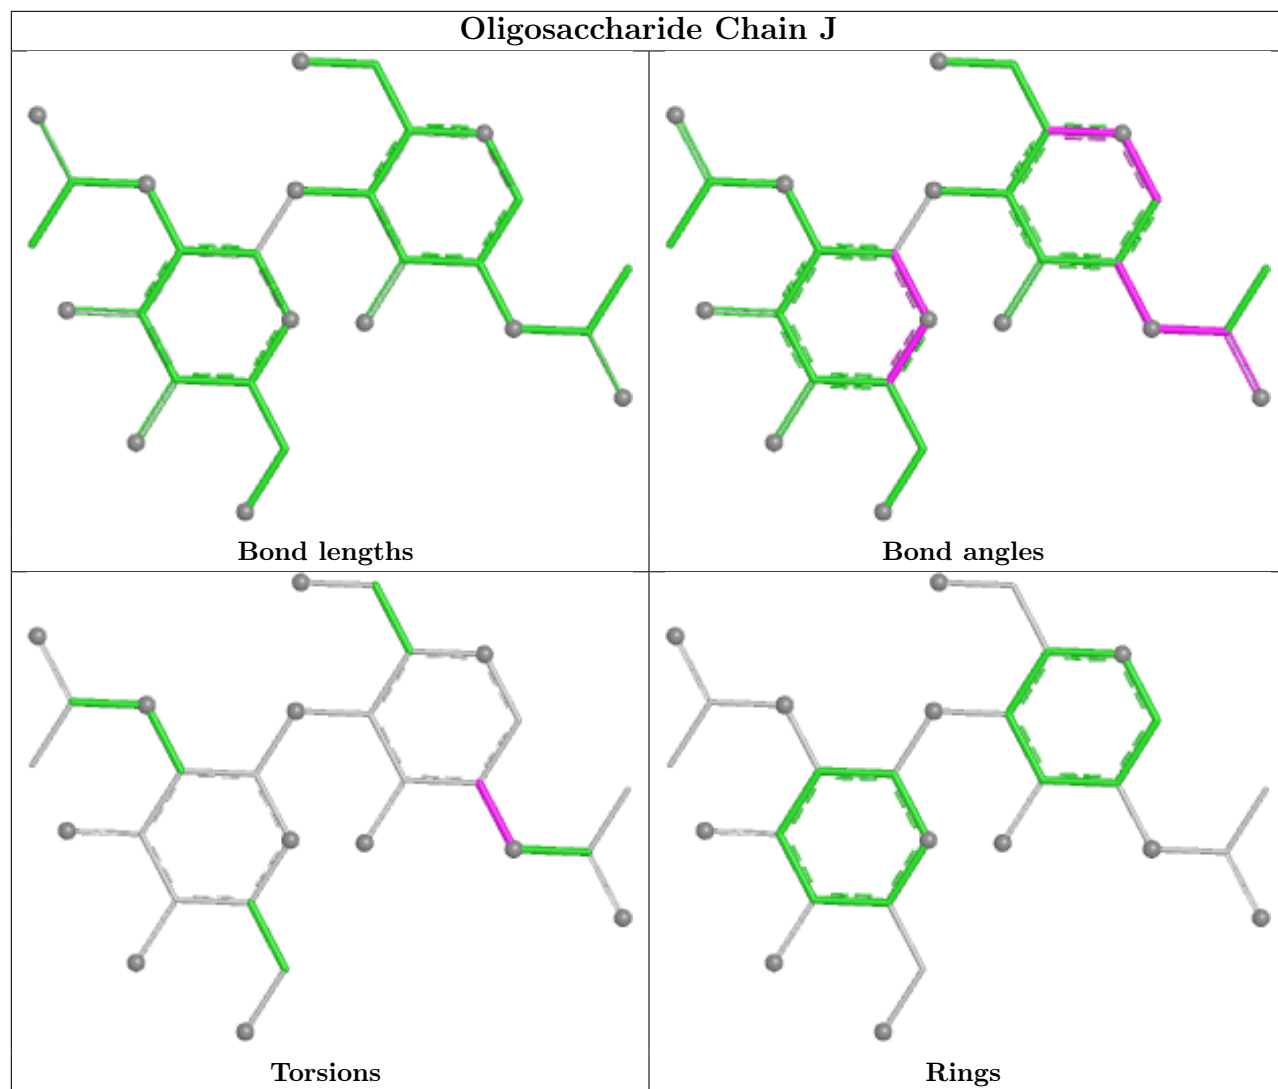 Oligosaccharide Chain J
Bond lengths
Bond angles
Torsions
Rings